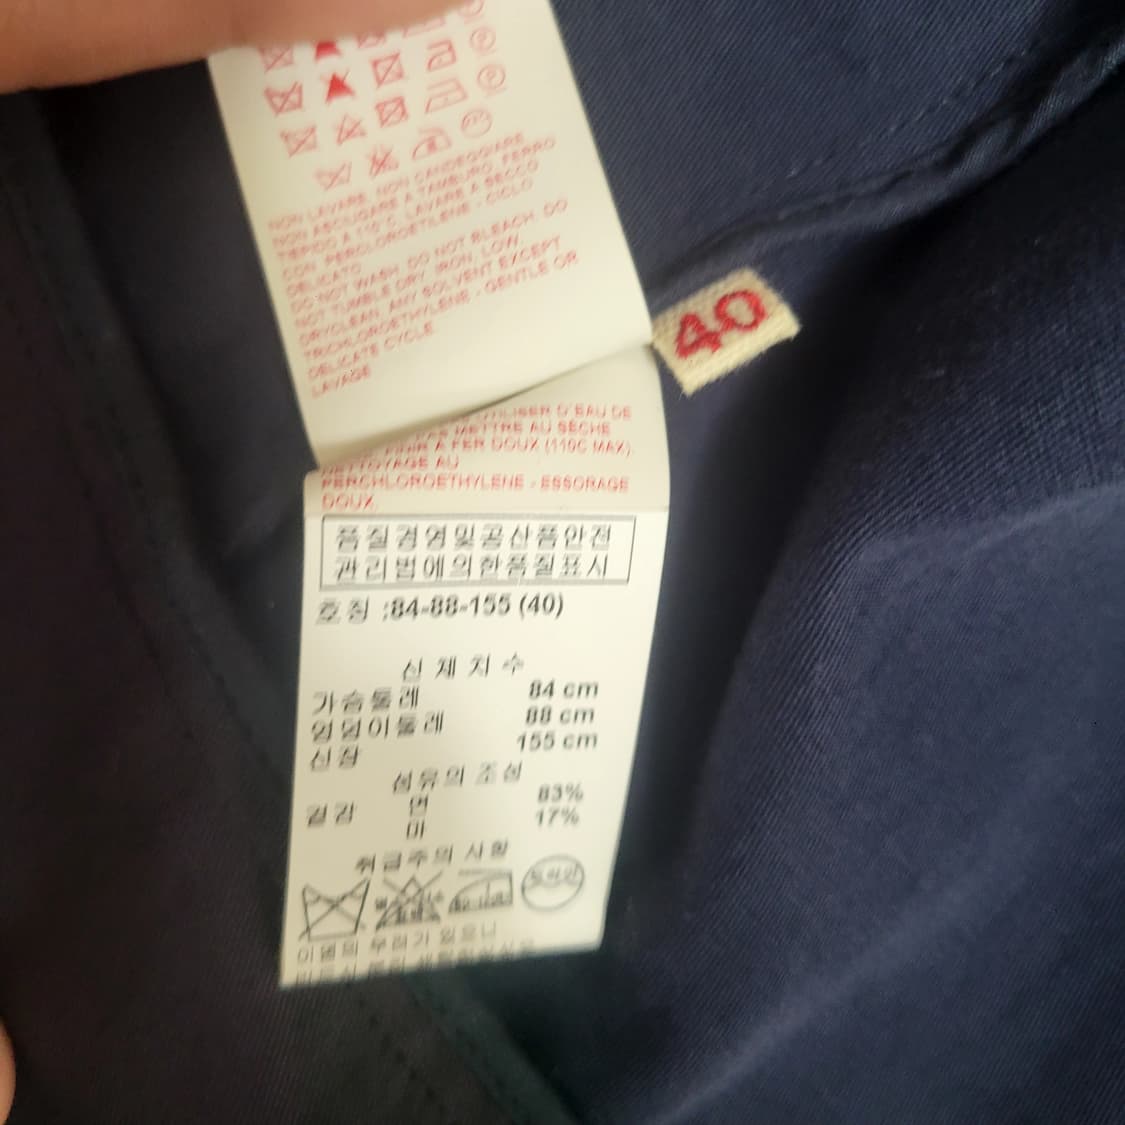 NON LAVARE, NON CANDEGGIARE
NON ASCIUGARE A TAMBURO, FERRO
TIEPIDO A 110°C, LAVARE A SECCO
CON PERCLOROETILENE - CICLO
DELICATO
DO NOT WASH, DO NOT BLEACH, DO
NOT TUMBLE DRY, IRON, LOW,
DRYCLEAN, ANY SOLVENT EXCEPT
TRICHLOROETHYLENE - GENTLE OR
DELICATE CYCLE
LAVAGE
40
UTILISER D'EAU DE
PAS METTRE AU SÈCHE
A FER DOUX (110C MAX),
NETTOYAGE AU
PERCHLOROETHYLENE - ESSORAGE
DOUX
품질경영및공산품안전
관리법에의한품질표시
호칭 :84-88-155 (40)
신체치수
가슴둘레 84 cm
엉덩이둘레 88 cm
신장 155 cm
섬유의 조성
겉감 면 83%
마 17%
취급주의 사항